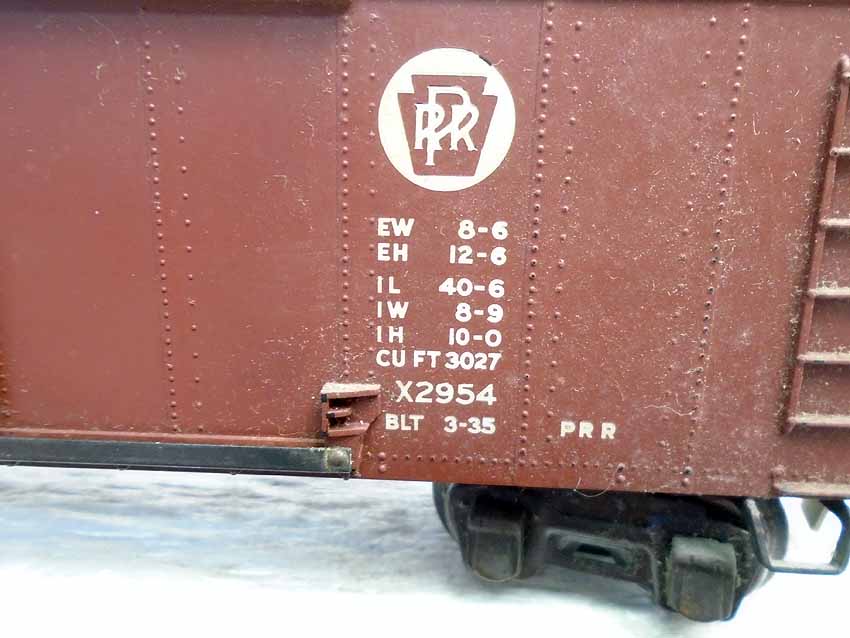 PRR
EW 8-6
EH 12-6
IL 40-6
IW 8-9
IH 10-0
CU FT 3027
X2954
BLT 3-35
PRR